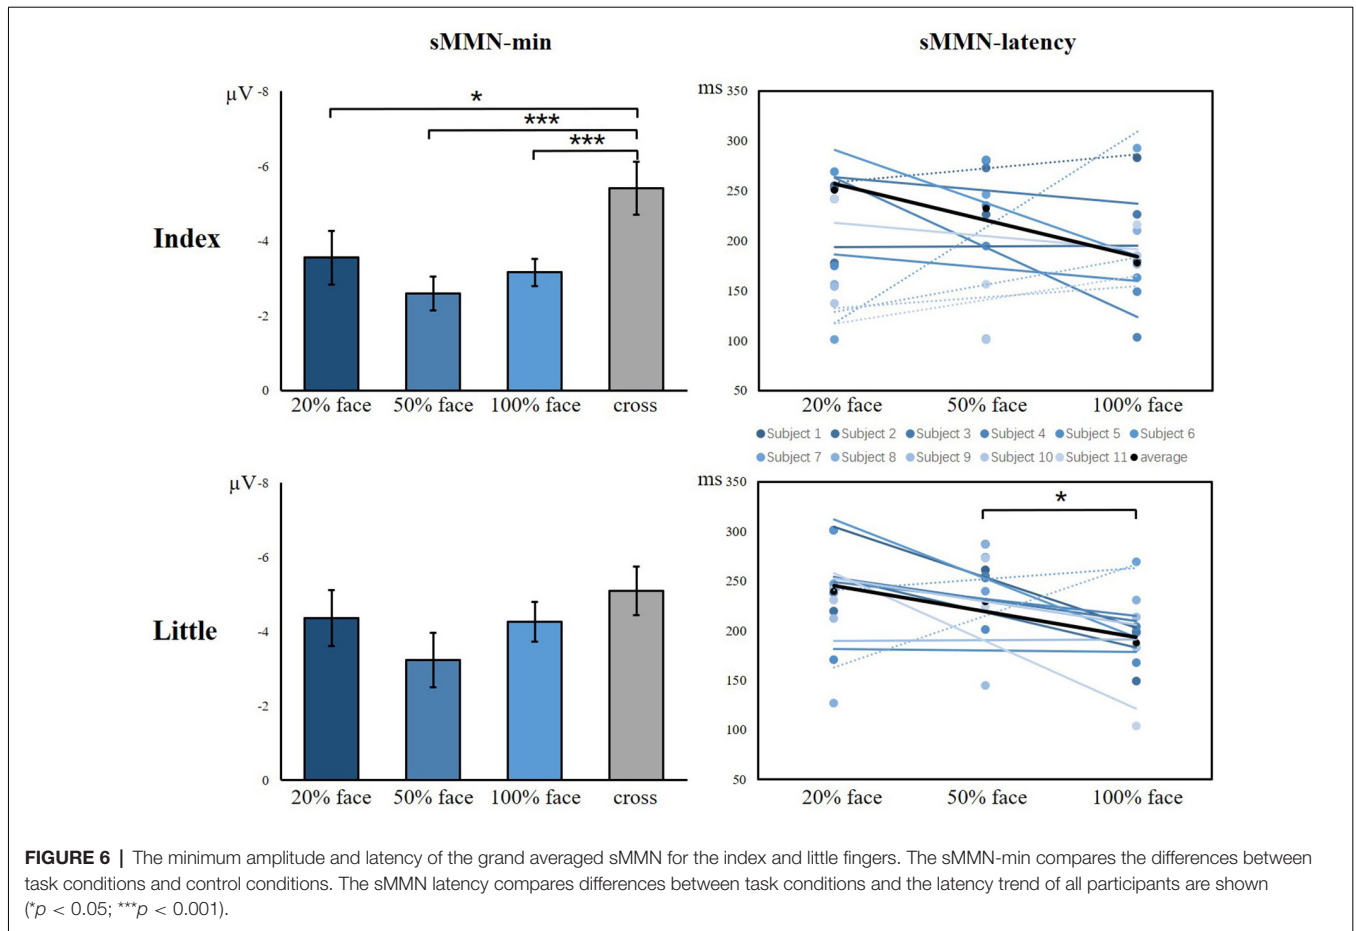 sMMN-min
sMMN-latency
µV -8
-6
-4
-2
0
*
***
***
Index
20% face 50% face 100% face cross
ms 350
300
250
200
150
100
50
20% face 50% face 100% face
Subject 1 Subject 2 Subject 3 Subject 4 Subject 5 Subject 6
Subject 7 Subject 8 Subject 9 Subject 10 Subject 11 average
µV -8
-6
-4
-2
0
Little
20% face 50% face 100% face cross
ms 350
300
250
200
150
100
50
*
20% face 50% face 100% face
FIGURE 6 | The minimum amplitude and latency of the grand averaged sMMN for the index and little fingers. The sMMN-min compares the differences between
task conditions and control conditions. The sMMN latency compares differences between task conditions and the latency trend of all participants are shown
(*p < 0.05; ***p < 0.001).